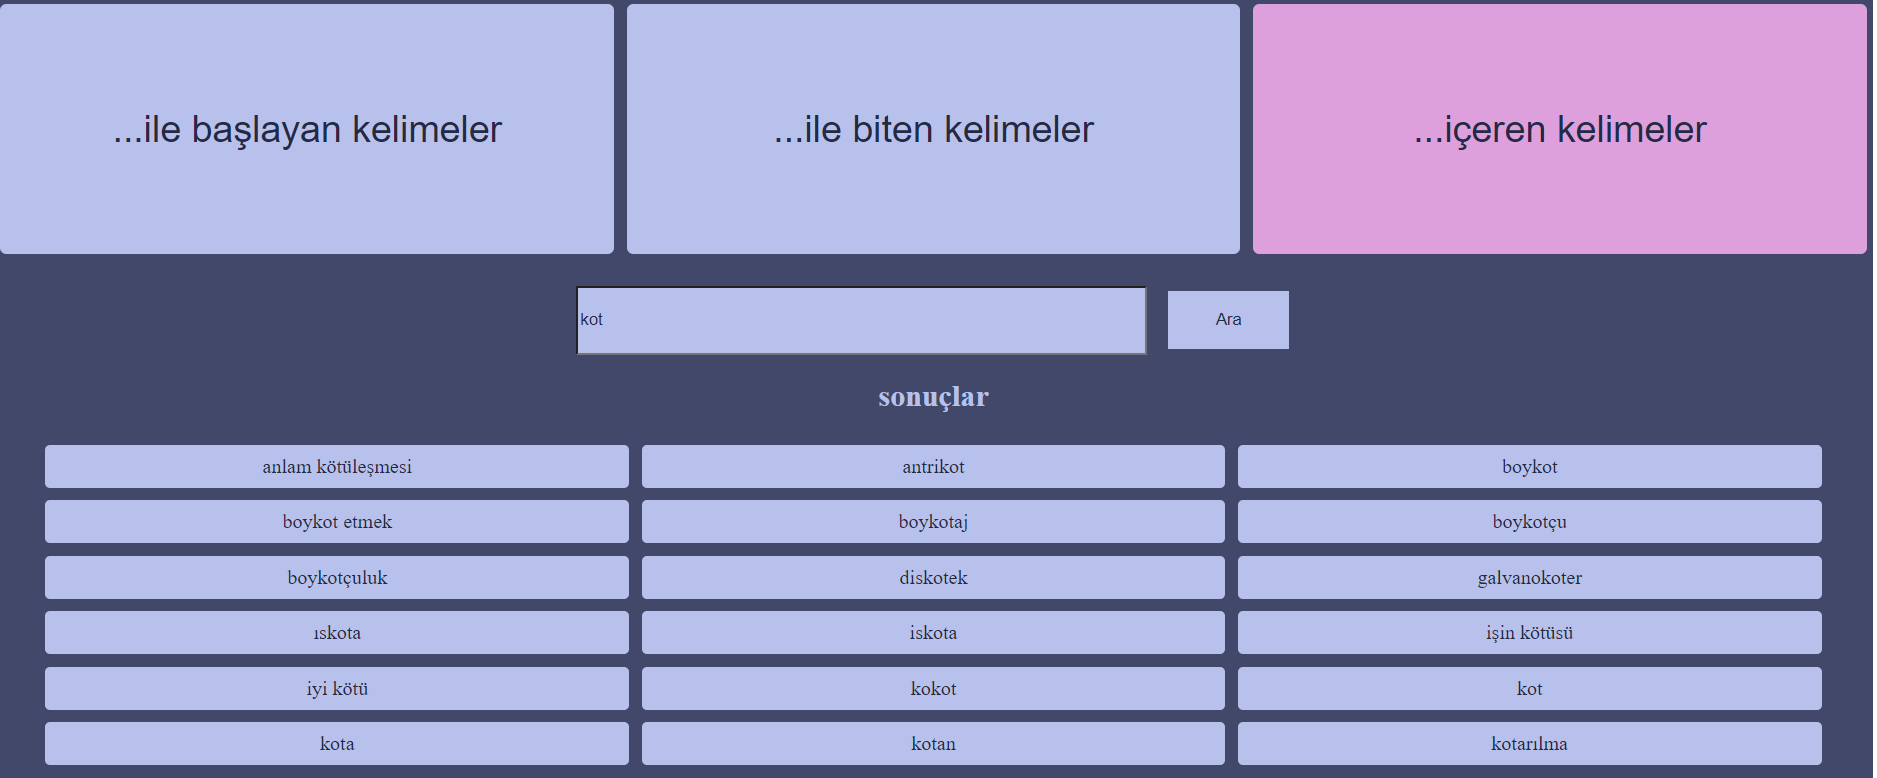 ...ile başlayan kelimeler
...ile biten kelimeler
...içeren kelimeler
kot
Ara
sonuçlar
anlam kötüleşmesi
antrikot
boykot
boykot etmek
boykotaj
boykotçu
boykotçuluk
diskotek
galvanokoter
ıskota
iskota
işin kötüsü
iyi kötü
kokot
kot
kota
kotan
kotarılma